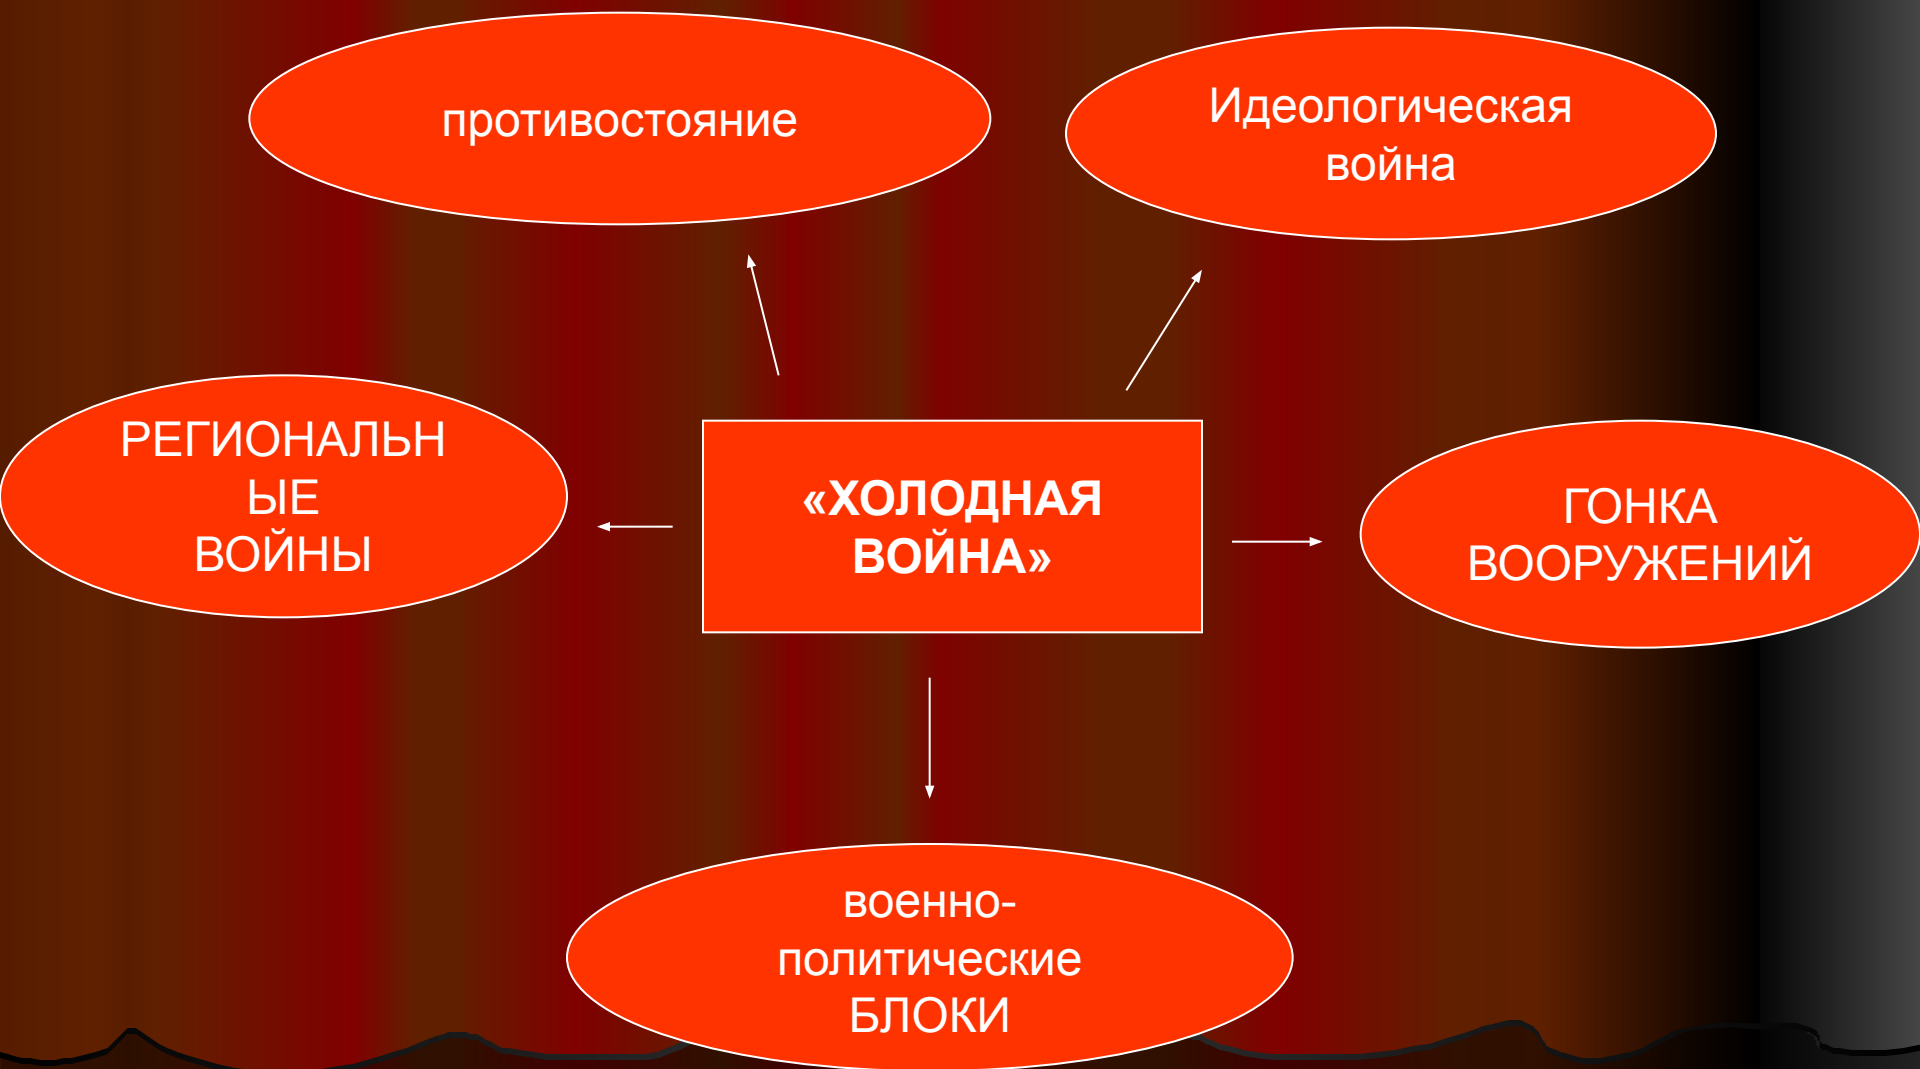 противостояние
Идеологическая
война
РЕГИОНАЛЬН
ЫЕ
ВОЙНЫ
«ХОЛОДНАЯ
ВОЙНА»
ГОНКА
ВООРУЖЕНИЙ
военно-
политические
БЛОКИ